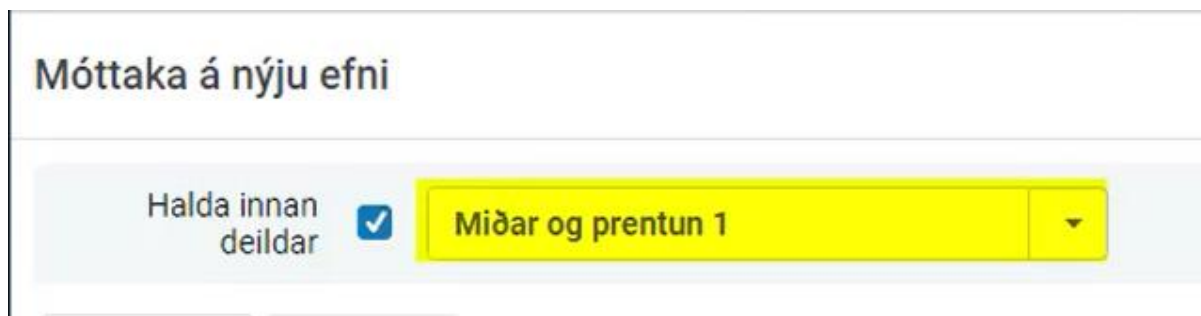 Móttaka á nýju efni
Halda innan
deildar
Miðar og prentun 1